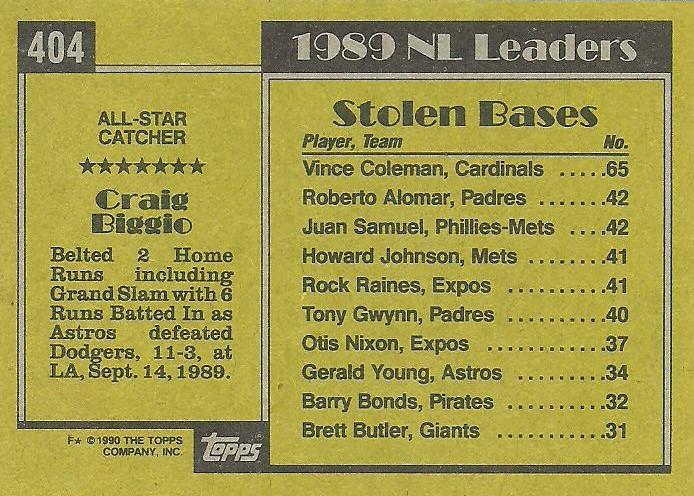 404
ALL-STAR
CATCHER
★★★★★★★
Craig
Biggio
Belted 2 Home
Runs including
Grand Slam with 6
Runs Batted In as
Astros defeated
Dodgers, 11-3, at
LA, Sept. 14, 1989.
F★ ©1990 THE TOPPS
COMPANY, INC.
topps®
1989 NL Leaders
Stolen Bases
Player, Team No.
Vince Coleman, Cardinals .....65
Roberto Alomar, Padres .......42
Juan Samuel, Phillies-Mets ....42
Howard Johnson, Mets ........41
Rock Raines, Expos ..........41
Tony Gwynn, Padres ..........40
Otis Nixon, Expos ...........37
Gerald Young, Astros .........34
Barry Bonds, Pirates .........32
Brett Butler, Giants ..........31